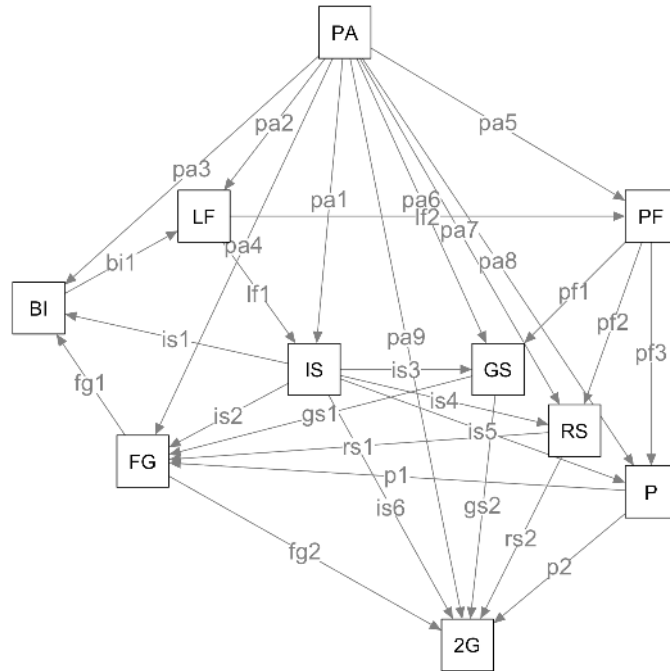 PA
pa2
pa5
pa3
pa1
pa6
LF
lf2
PF
pa4
pa7
bi1
pa8
lf1
pf1
BI
pf2
is1
pa9
pf3
IS
is3
GS
fg1
is2
gs1
is4
RS
is5
rs1
FG
p1
P
is6
gs2
fg2
rs2
p2
2G